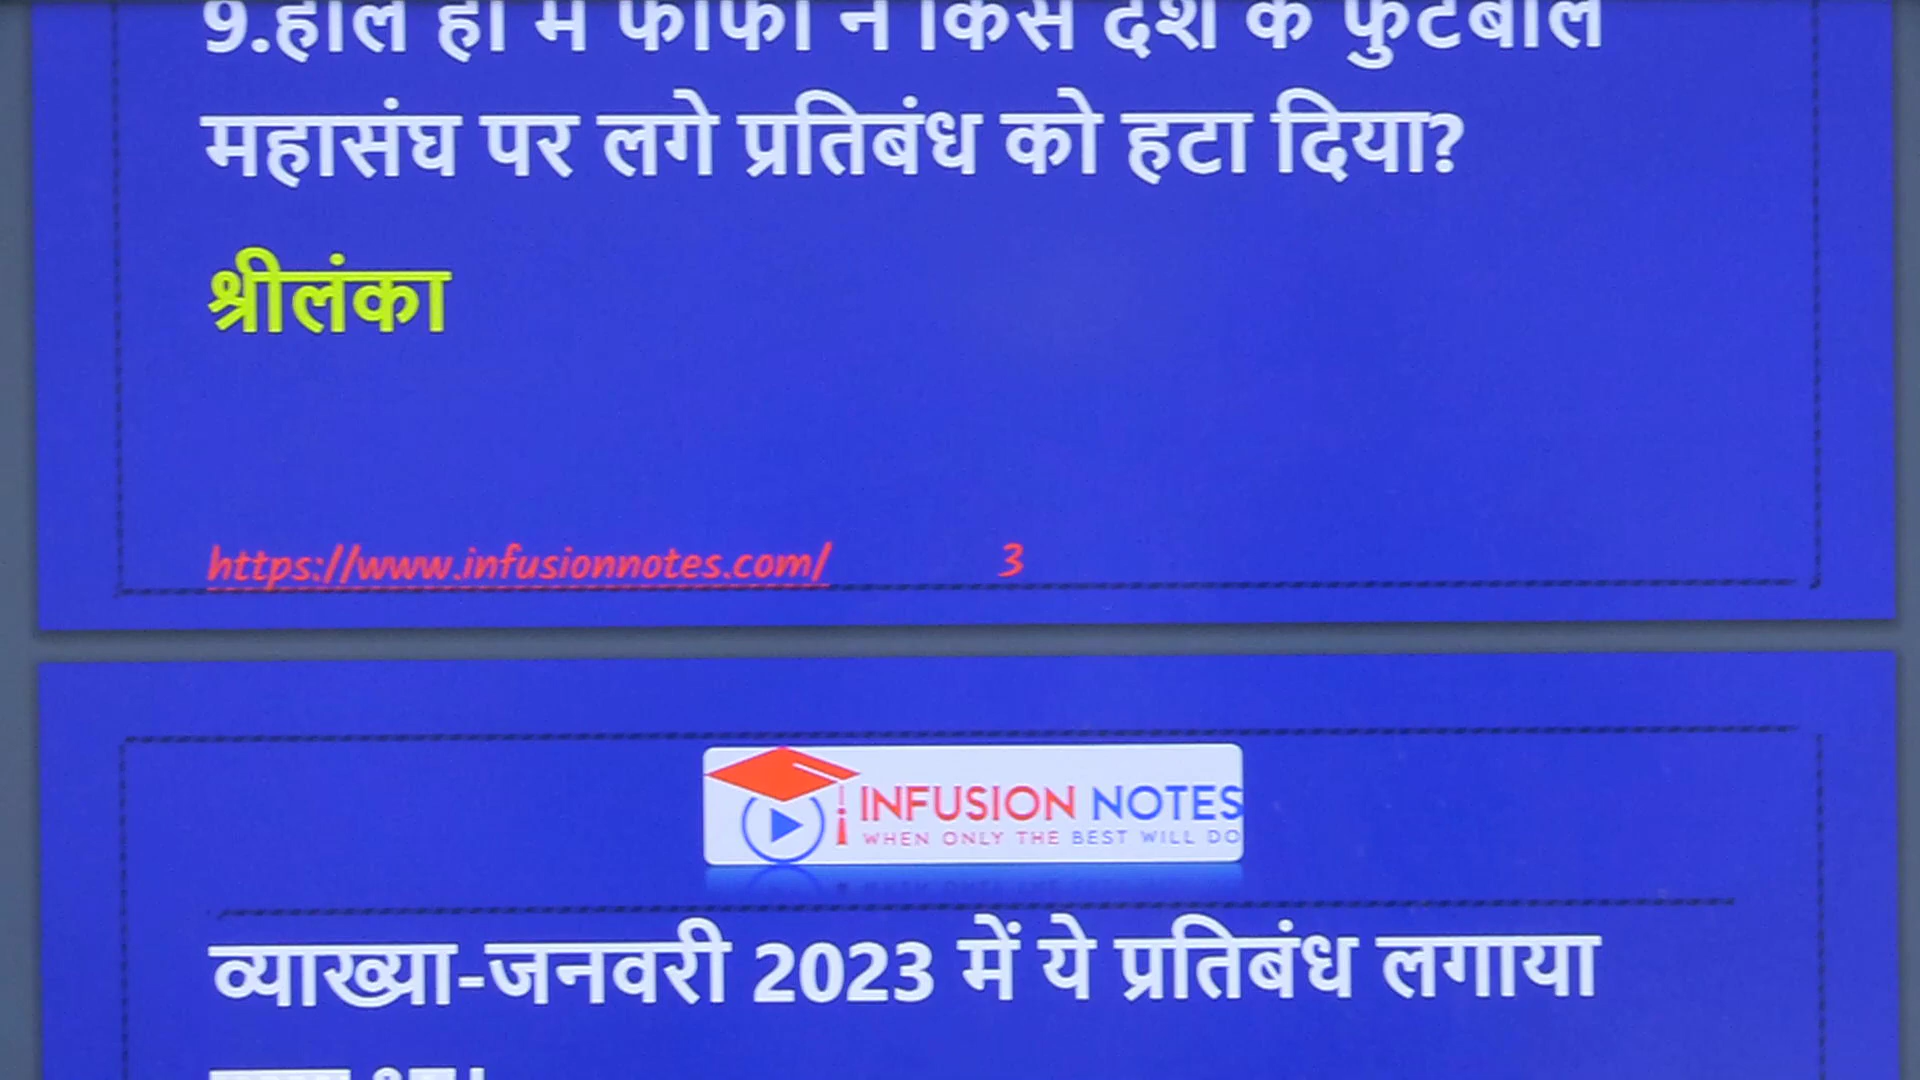 9.हाल ही में फीफा ने किस देश के फुटबॉल
महासंघ पर लगे प्रतिबंध को हटा दिया?
श्रीलंका
https://www.infusionnotes.com/ 3
INFUSION NOTES
WHEN ONLY THE BEST WILL DO
व्याख्या-जनवरी 2023 में ये प्रतिबंध लगाया